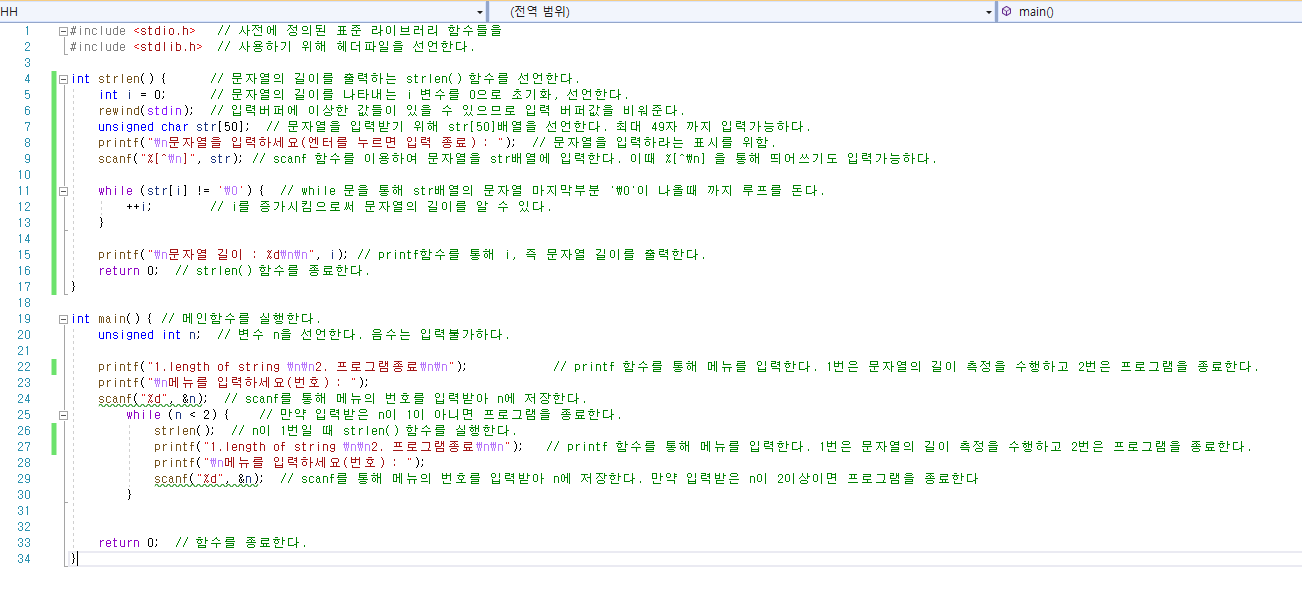 HH (전역 범위) main()
1 #include <stdio.h> // 사전에 정의된 표준 라이브러리 함수들을
2 #include <stdlib.h> // 사용하기 위해 헤더파일을 선언한다.
3
4 int strlen() { // 문자열의 길이를 출력하는 strlen() 함수를 선언한다.
5 int i = 0; // 문자열의 길이를 나타내는 i 변수를 0으로 초기화, 선언한다.
6 rewind(stdin); // 입력버퍼에 이상한 값들이 있을 수 있으므로 입력 버퍼값을 비워준다.
7 unsigned char str[50]; // 문자열을 입력받기 위해 str[50]배열을 선언한다. 최대 49자 까지 입력가능하다.
8 printf("₩n문자열을 입력하세요(엔터를 누르면 입력 종료) : "); // 문자열을 입력하라는 표시를 위함.
9 scanf("%[^₩n]", str); // scanf 함수를 이용하여 문자열을 str배열에 입력한다. 이때 %[^₩n] 을 통해 띄어쓰기도 입력가능하다.
10
11 while (str[i] != '₩0') { // while 문을 통해 str배열의 문자열 마지막부분 '₩0'이 나올때 까지 루프를 돈다.
12 ++i; // i를 증가시킴으로써 문자열의 길이를 알 수 있다.
13 }
14
15 printf("₩n문자열 길이 : %d₩n₩n", i); // printf함수를 통해 i, 즉 문자열 길이를 출력한다.
16 return 0; // strlen() 함수를 종료한다.
17 }
18
19 int main() { // 메인함수를 실행한다.
20 unsigned int n; // 변수 n을 선언한다. 음수는 입력불가하다.
21
22 printf("1.length of string ₩n₩n2. 프로그램종료₩n₩n"); // printf 함수를 통해 메뉴를 입력한다. 1번은 문자열의 길이 측정을 수행하고 2번은 프로그램을 종료한다.
23 printf("₩n메뉴를 입력하세요(번호) : ");
24 scanf("%d", &n); // scanf를 통해 메뉴의 번호를 입력받아 n에 저장한다.
25 while (n < 2) { // 만약 입력받은 n이 1이 아니면 프로그램을 종료한다.
26 strlen(); // n이 1번일 때 strlen() 함수를 실행한다.
27 printf("1.length of string ₩n₩n2. 프로그램종료₩n₩n"); // printf 함수를 통해 메뉴를 입력한다. 1번은 문자열의 길이 측정을 수행하고 2번은 프로그램을 종료한다.
28 printf("₩n메뉴를 입력하세요(번호) : ");
29 scanf("%d", &n); // scanf를 통해 메뉴의 번호를 입력받아 n에 저장한다. 만약 입력받은 n이 2이상이면 프로그램을 종료한다
30 }
31
32
33 return 0; // 함수를 종료한다.
34 }